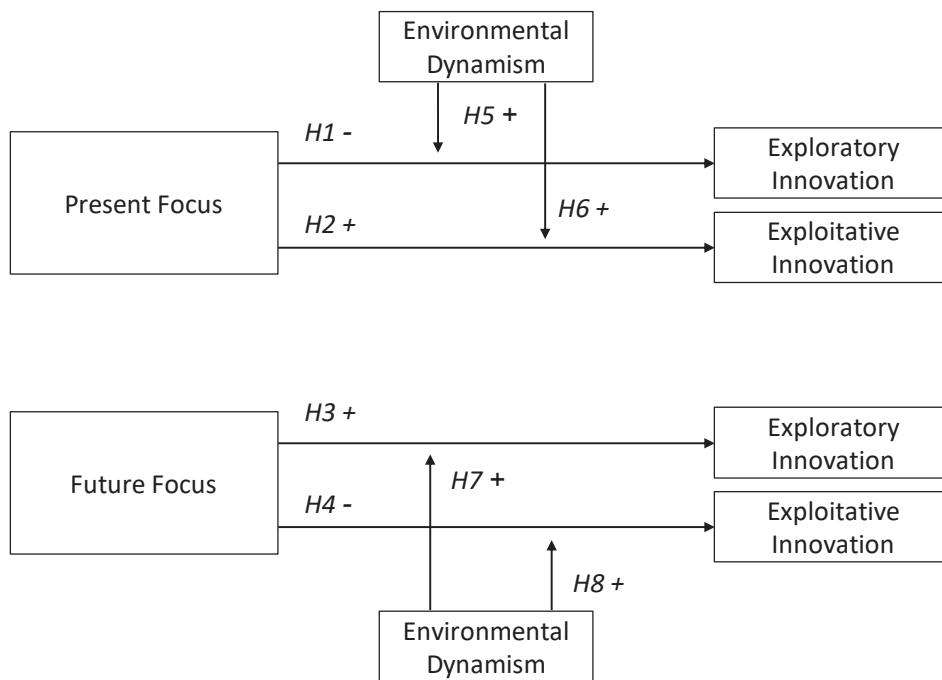 Environmental
Dynamism
H5 +
H1 -
Exploratory
Innovation
Present Focus
H2 +
H6 +
Exploitative
Innovation
H3 +
Exploratory
Innovation
Future Focus
H7 +
H4 -
Exploitative
Innovation
H8 +
Environmental
Dynamism